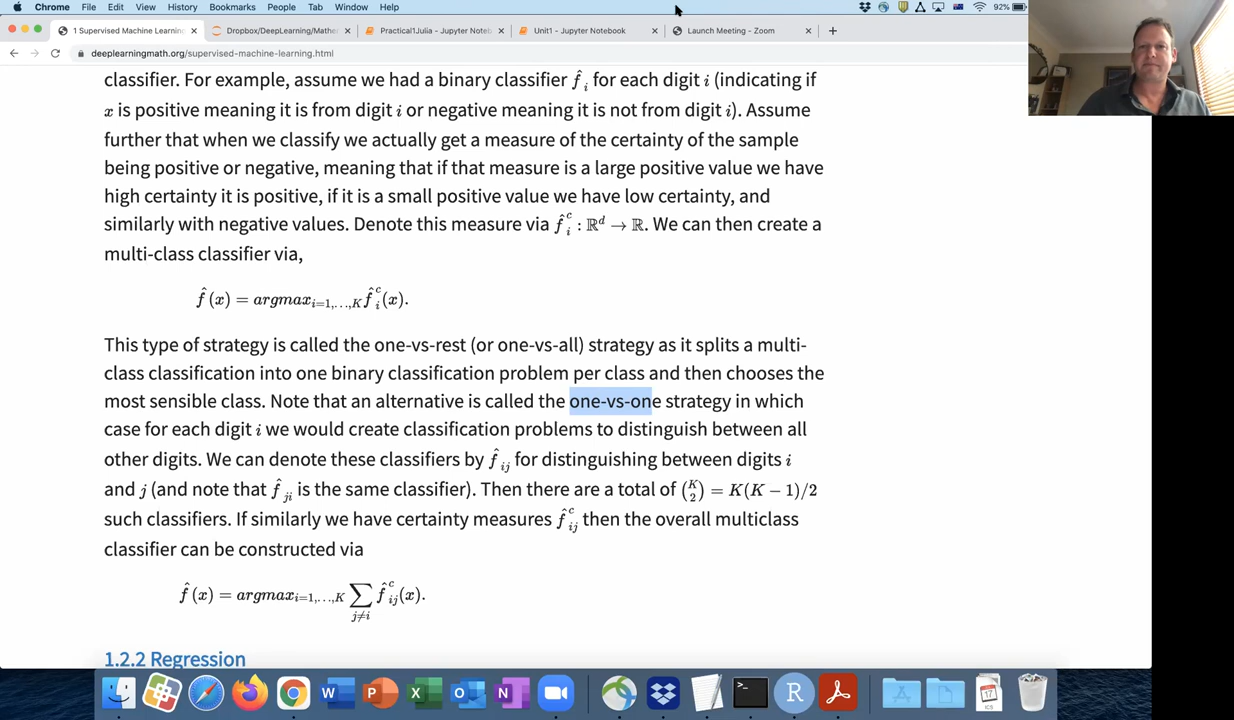 Chrome File Edit View History Bookmarks People Tab Window Help 92%
1 Supervised Machine Learnin Dropbox/DeepLearning/Mathe Practical1Julia - Jupyter Noteb Unit1 - Jupyter Notebook Launch Meeting - Zoom
deeplearningmath.org/supervised-machine-learning.html
classifier. For example, assume we had a binary classifier f̂_i for each digit i (indicating if
x is positive meaning it is from digit i or negative meaning it is not from digit i). Assume
further that when we classify we actually get a measure of the certainty of the sample
being positive or negative, meaning that if that measure is a large positive value we have
high certainty it is positive, if it is a small positive value we have low certainty, and
similarly with negative values. Denote this measure via f̂_i^c : ℝ^d → ℝ. We can then create a
multi-class classifier via,
f̂(x) = argmax_{i=1,…,K} f̂_i^c(x).
This type of strategy is called the one-vs-rest (or one-vs-all) strategy as it splits a multi-
class classification into one binary classification problem per class and then chooses the
most sensible class. Note that an alternative is called the one-vs-one strategy in which
case for each digit i we would create classification problems to distinguish between all
other digits. We can denote these classifiers by f̂_ij for distinguishing between digits i
and j (and note that f̂_ji is the same classifier). Then there are a total of (K 2) = K(K − 1)/2
such classifiers. If similarly we have certainty measures f̂_ij^c then the overall multiclass
classifier can be constructed via
f̂(x) = argmax_{i=1,…,K} ∑_{j≠i} f̂_ij^c(x).
1.2.2 Regression
W P X O N >_ R 17